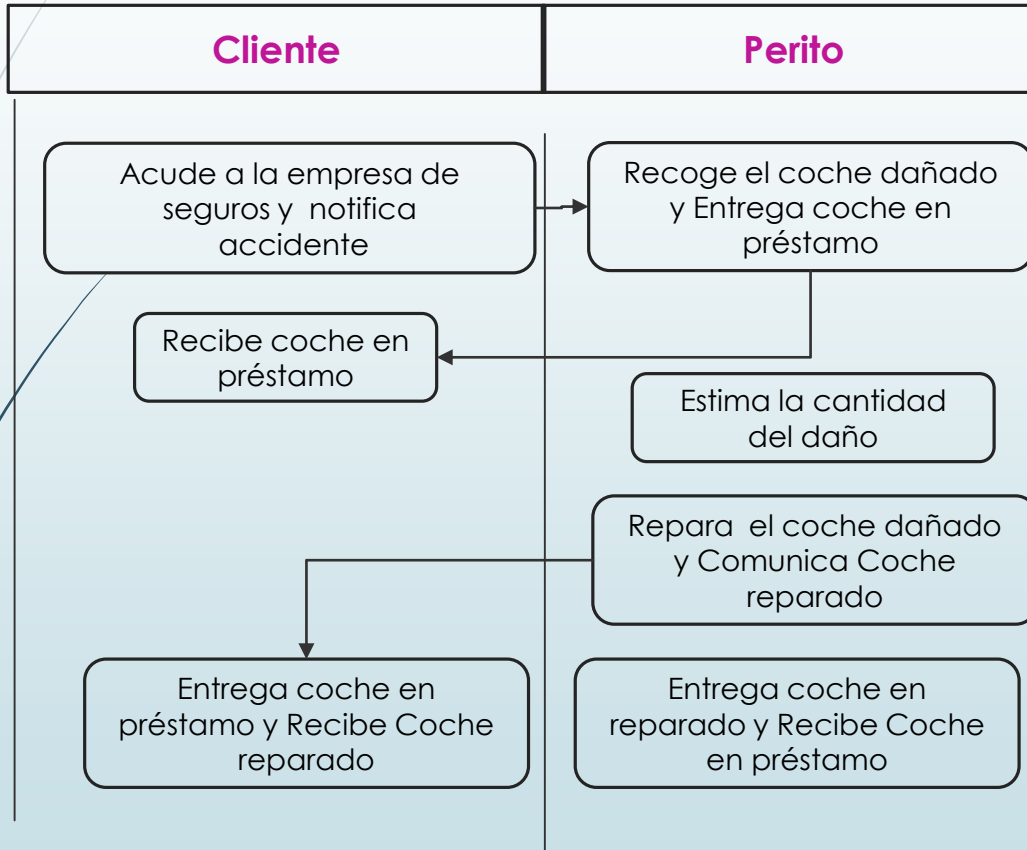 Cliente
Perito
Acude a la empresa de
seguros y notifica
accidente
Recoge el coche dañado
y Entrega coche en
préstamo
Recibe coche en
préstamo
Estima la cantidad
del daño
Repara el coche dañado
y Comunica Coche
reparado
Entrega coche en
préstamo y Recibe Coche
reparado
Entrega coche en
reparado y Recibe Coche
en préstamo